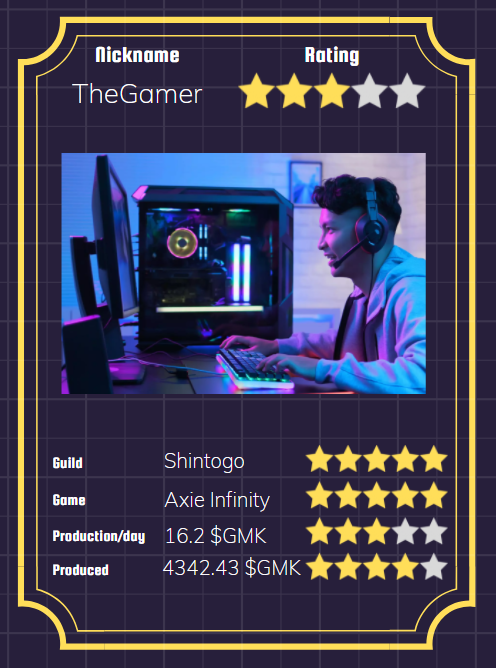 Nickname Rating
TheGamer
Guild Shintogo
Game Axie Infinity
Production/day 16.2 $GMK
Produced 4342.43 $GMK